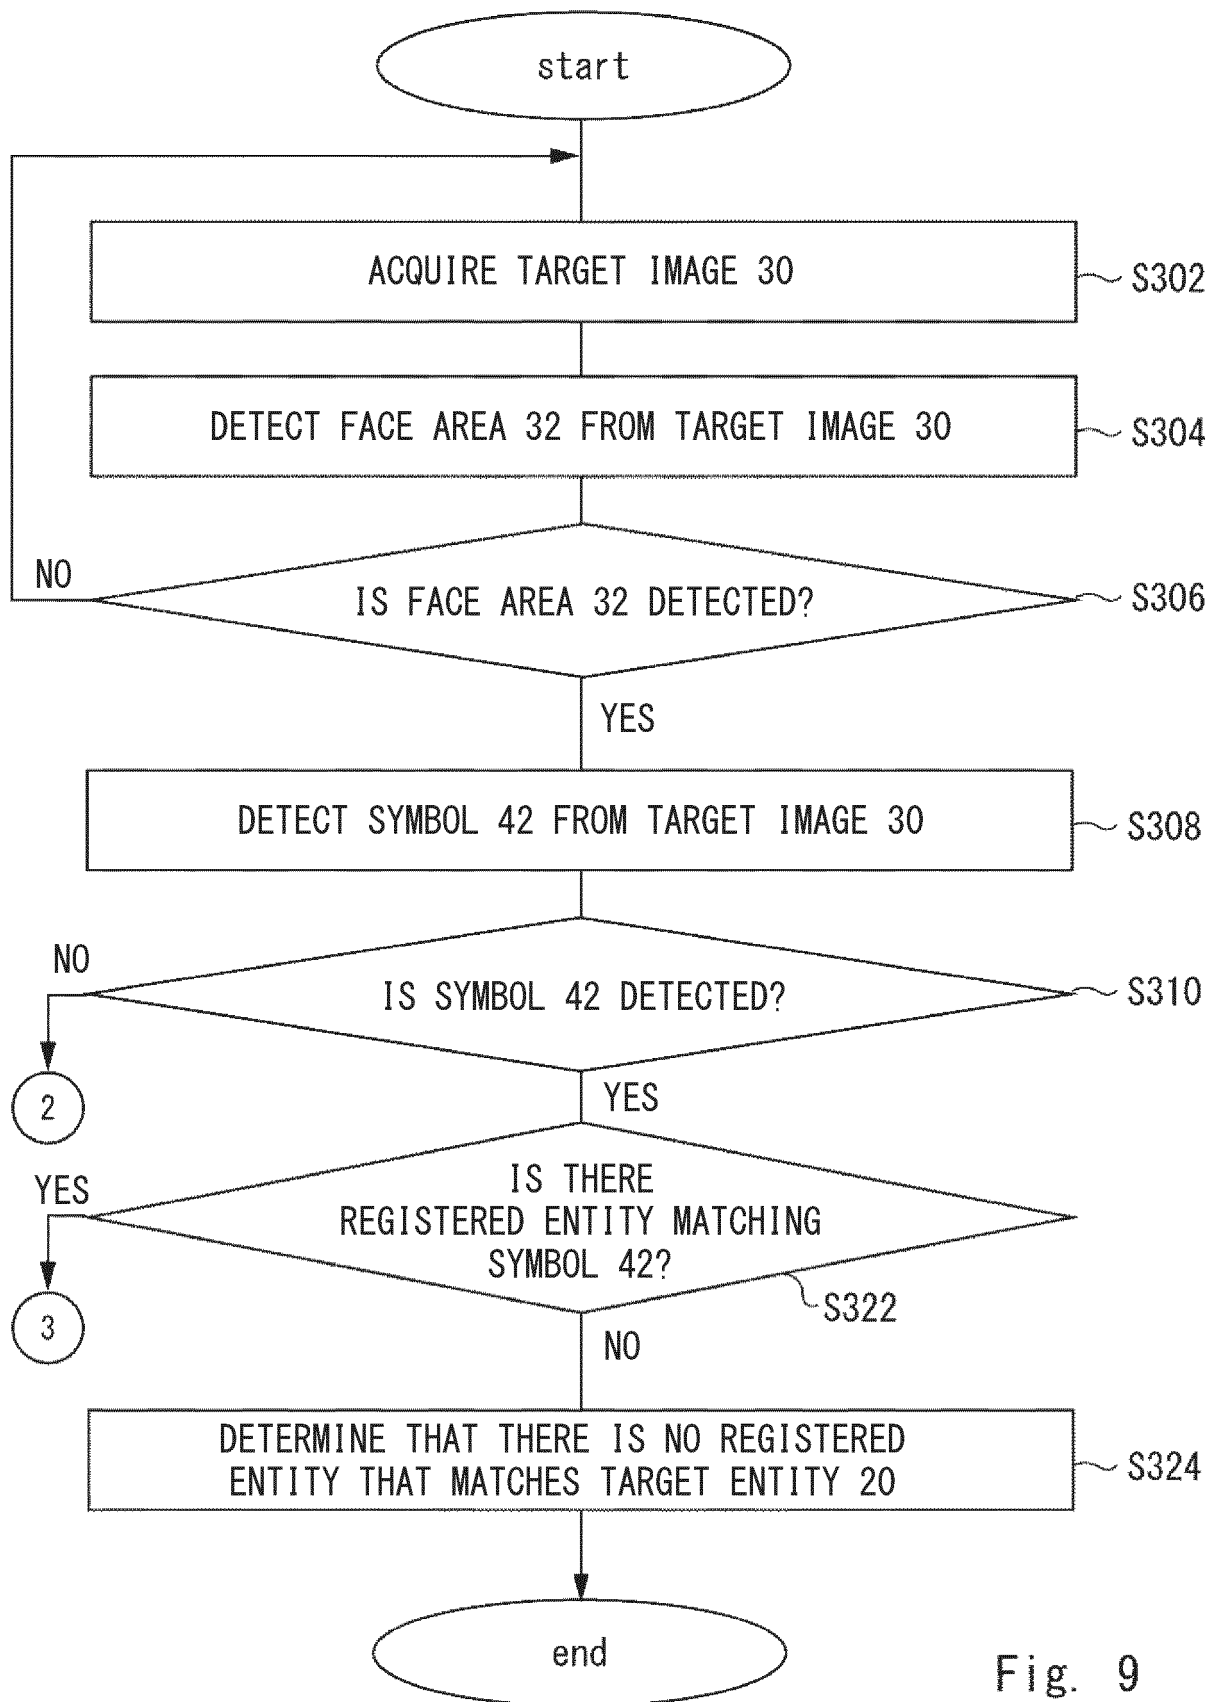 start
ACQUIRE TARGET IMAGE 30
S302
DETECT FACE AREA 32 FROM TARGET IMAGE 30
S304
NO
IS FACE AREA 32 DETECTED?
S306
YES
DETECT SYMBOL 42 FROM TARGET IMAGE 30
S308
NO
IS SYMBOL 42 DETECTED?
S310
2
YES
YES
IS THERE
REGISTERED ENTITY MATCHING
SYMBOL 42?
S322
3
NO
DETERMINE THAT THERE IS NO REGISTERED
ENTITY THAT MATCHES TARGET ENTITY 20
S324
end
Fig. 9